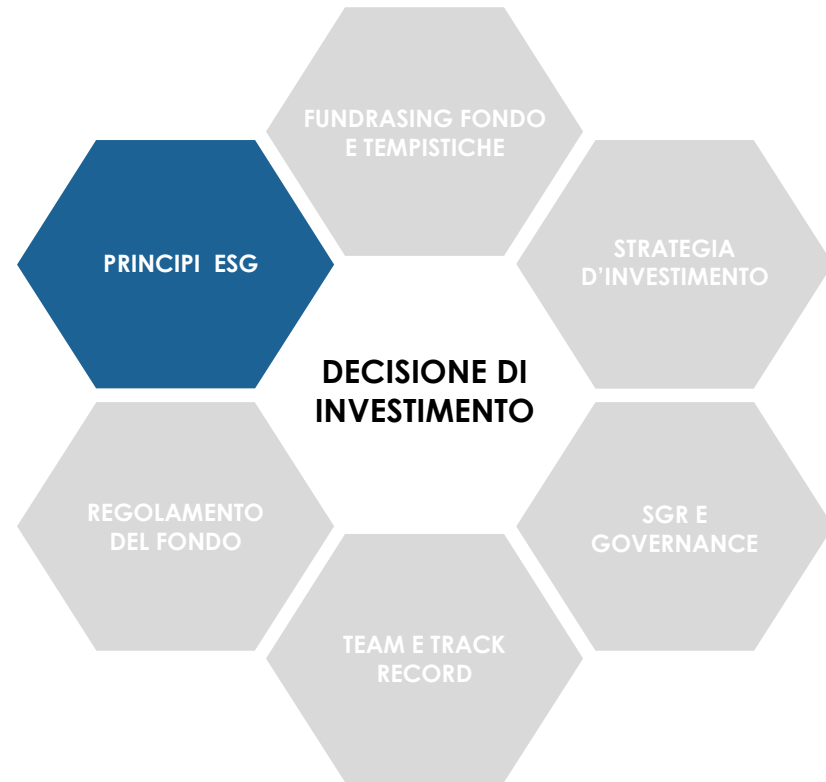 FUNDRASING FONDO
E TEMPISTICHE
PRINCIPI ESG
STRATEGIA
D'INVESTIMENTO
DECISIONE DI
INVESTIMENTO
REGOLAMENTO
DEL FONDO
SGR E
GOVERNANCE
TEAM E TRACK
RECORD